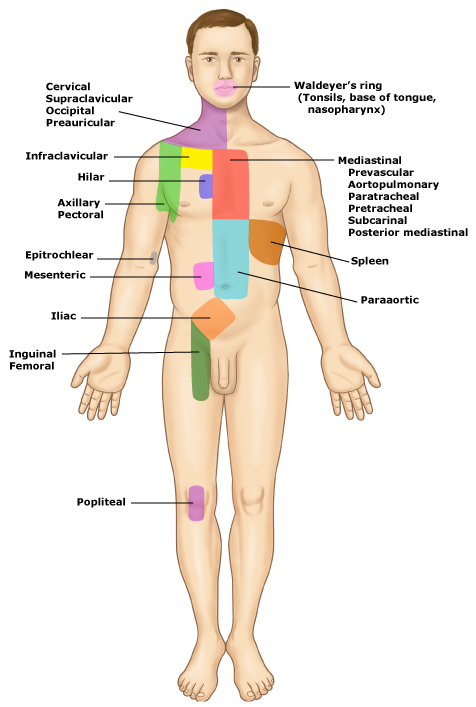 Cervical
Supraclavicular
Occipital
Preauricular
Infraclavicular
Hilar
Axillary
Pectoral
Epitrochlear
Mesenteric
Iliac
Inguinal
Femoral
Popliteal
Waldeyer's ring
(Tonsils, base of tongue,
nasopharynx)
Mediastinal
Prevascular
Aortopulmonary
Paratracheal
Pretracheal
Subcarinal
Posterior mediastinal
Spleen
Paraaortic